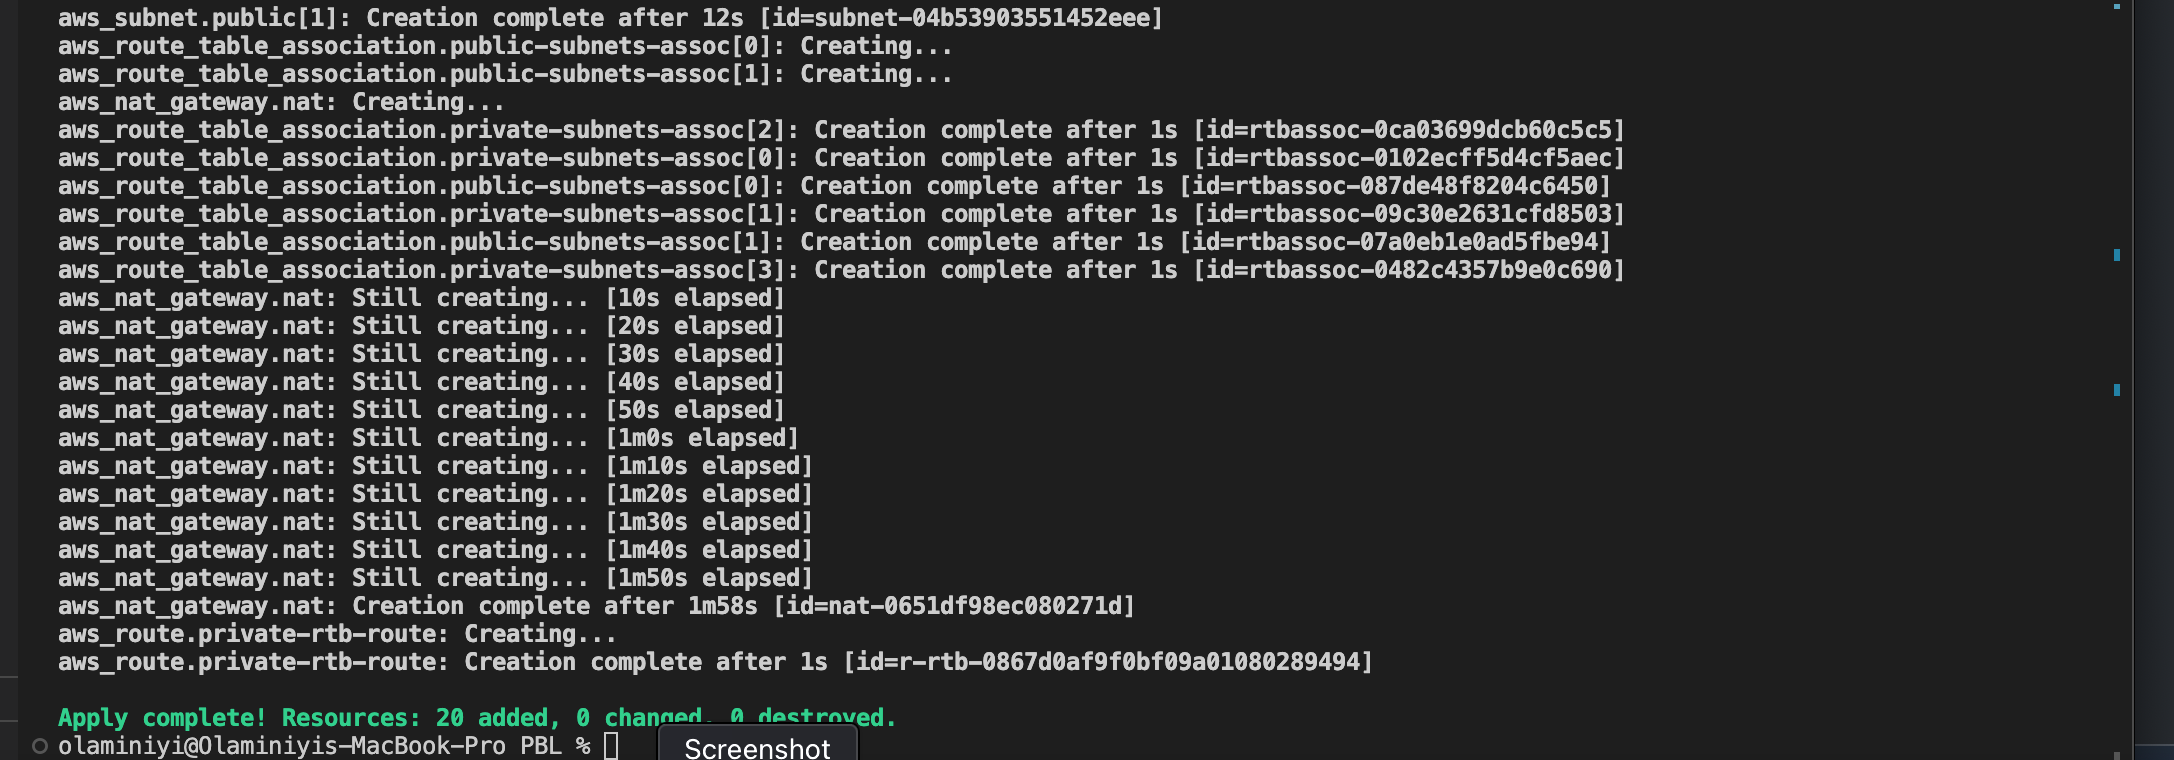 aws_subnet.public[1]: Creation complete after 12s [id=subnet-04b53903551452eee]
aws_route_table_association.public-subnets-assoc[0]: Creating...
aws_route_table_association.public-subnets-assoc[1]: Creating...
aws_nat_gateway.nat: Creating...
aws_route_table_association.private-subnets-assoc[2]: Creation complete after 1s [id=rtbassoc-0ca03699dcb60c5c5]
aws_route_table_association.private-subnets-assoc[0]: Creation complete after 1s [id=rtbassoc-0102ecff5d4cf5aec]
aws_route_table_association.public-subnets-assoc[0]: Creation complete after 1s [id=rtbassoc-087de48f8204c6450]
aws_route_table_association.private-subnets-assoc[1]: Creation complete after 1s [id=rtbassoc-09c30e2631cfd8503]
aws_route_table_association.public-subnets-assoc[1]: Creation complete after 1s [id=rtbassoc-07a0eb1e0ad5fbe94]
aws_route_table_association.private-subnets-assoc[3]: Creation complete after 1s [id=rtbassoc-0482c4357b9e0c690]
aws_nat_gateway.nat: Still creating... [10s elapsed]
aws_nat_gateway.nat: Still creating... [20s elapsed]
aws_nat_gateway.nat: Still creating... [30s elapsed]
aws_nat_gateway.nat: Still creating... [40s elapsed]
aws_nat_gateway.nat: Still creating... [50s elapsed]
aws_nat_gateway.nat: Still creating... [1m0s elapsed]
aws_nat_gateway.nat: Still creating... [1m10s elapsed]
aws_nat_gateway.nat: Still creating... [1m20s elapsed]
aws_nat_gateway.nat: Still creating... [1m30s elapsed]
aws_nat_gateway.nat: Still creating... [1m40s elapsed]
aws_nat_gateway.nat: Still creating... [1m50s elapsed]
aws_nat_gateway.nat: Creation complete after 1m58s [id=nat-0651df98ec080271d]
aws_route.private-rtb-route: Creating...
aws_route.private-rtb-route: Creation complete after 1s [id=r-rtb-0867d0af9f0bf09a01080289494]
Apply complete! Resources: 20 added, 0 changed, 0 destroyed.
olaminiyi@Olaminiyis-MacBook-Pro PBL %
Screenshot